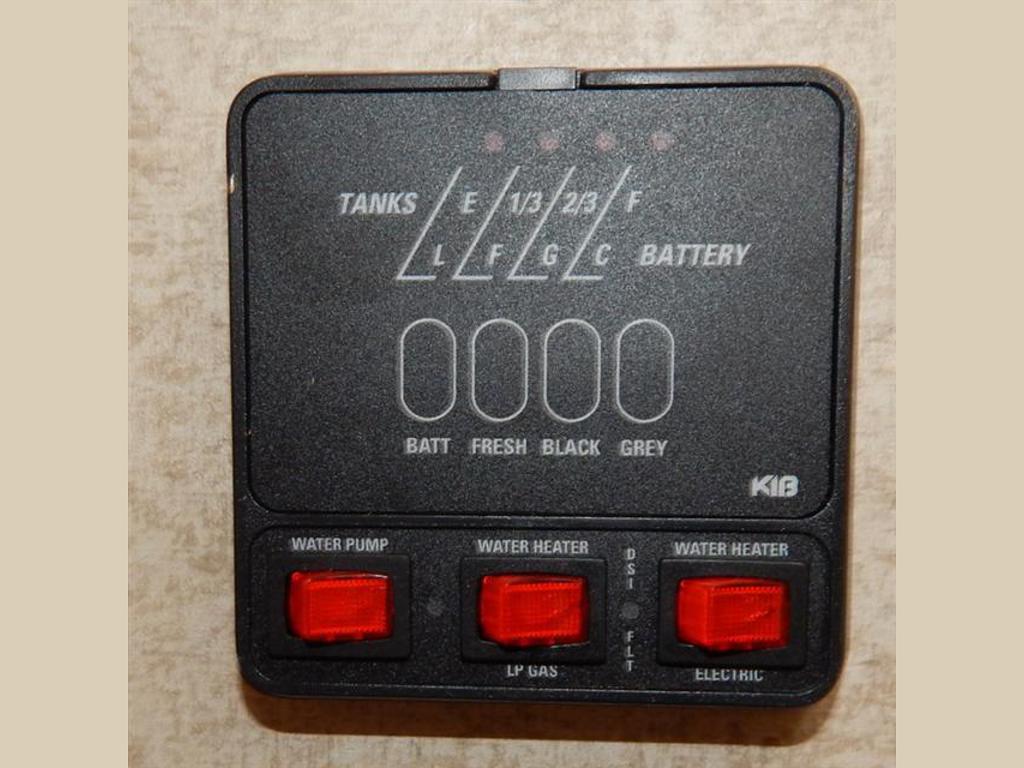 TANKS E 1/3 2/3 F
L F G C BATTERY
BATT FRESH BLACK GREY
KIB
WATER PUMP WATER HEATER DSI WATER HEATER
LP GAS FLT ELECTRIC